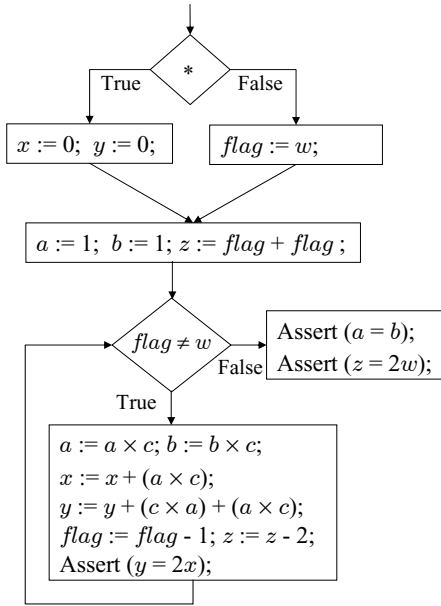 *
True
False
x := 0; y := 0;
flag := w;
a := 1; b := 1; z := flag + flag ;
flag ≠ w
Assert (a = b);
Assert (z = 2w);
False
True
a := a × c; b := b × c;
x := x + (a × c);
y := y + (c × a) + (a × c);
flag := flag - 1; z := z - 2;
Assert (y = 2x);